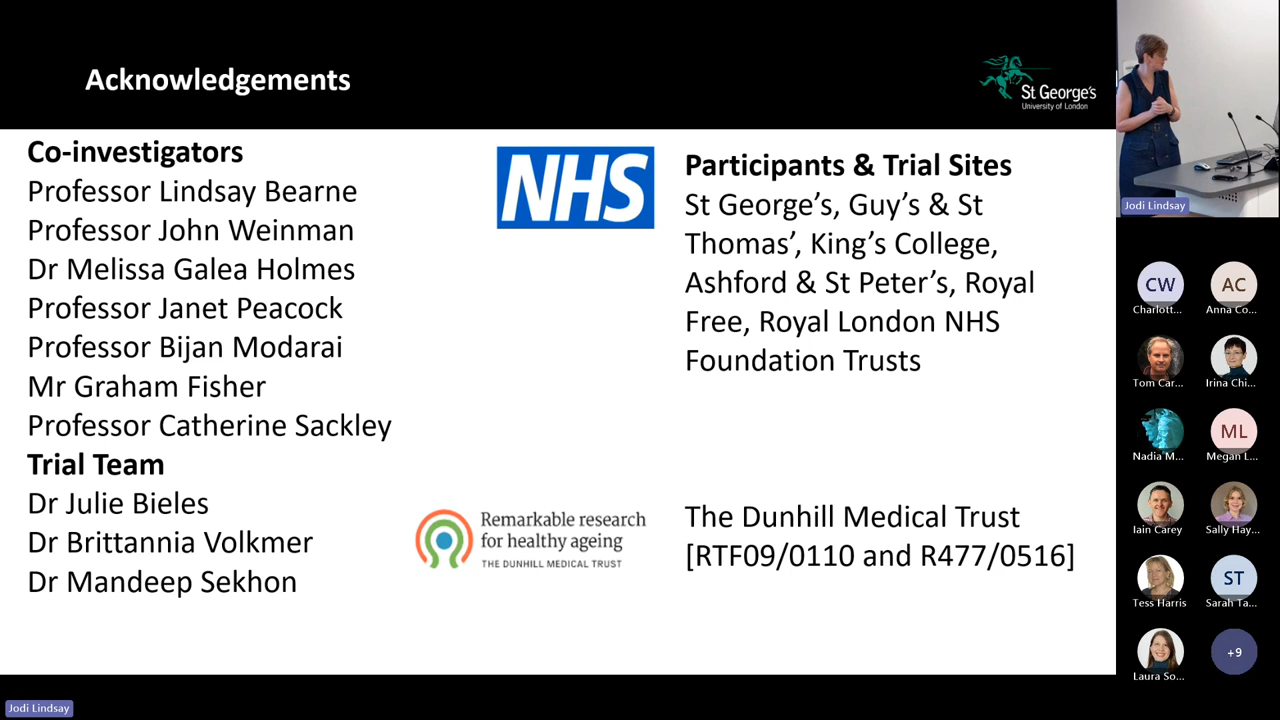 Acknowledgements
St George's
University of London
Co-investigators
Professor Lindsay Bearne
Professor John Weinman
Dr Melissa Galea Holmes
Professor Janet Peacock
Professor Bijan Modarai
Mr Graham Fisher
Professor Catherine Sackley
Trial Team
Dr Julie Bieles
Dr Brittannia Volkmer
Dr Mandeep Sekhon
NHS
Remarkable research
for healthy ageing
THE DUNHILL MEDICAL TRUST
Participants & Trial Sites
St George’s, Guy’s & St
Thomas’, King’s College,
Ashford & St Peter’s, Royal
Free, Royal London NHS
Foundation Trusts
The Dunhill Medical Trust
[RTF09/0110 and R477/0516]
Jodi Lindsay
CW
Charlott...
AC
Anna Co...
Tom Car...
Irina Chi...
Nadia M...
ML
Megan L...
Iain Carey
Sally Hay...
Tess Harris
ST
Sarah Ta...
Laura So...
+9
Jodi Lindsay